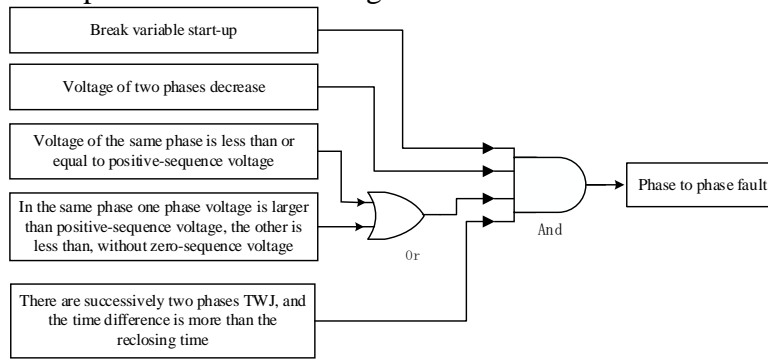 Break variable start-up
Voltage of two phases decrease
Voltage of the same phase is less than or
equal to positive-sequence voltage
In the same phase one phase voltage is larger
than positive-sequence voltage, the other is
less than, without zero-sequence voltage
There are successively two phases TWJ, and
the time difference is more than the
reclosing time
Or
And
Phase to phase fault